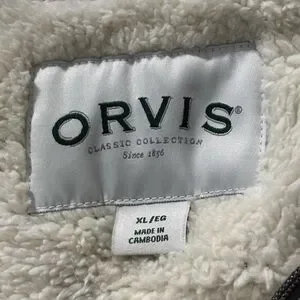 ORVIS®
CLASSIC COLLECTION
Since 1856
XL/EG
MADE IN
CAMBODIA